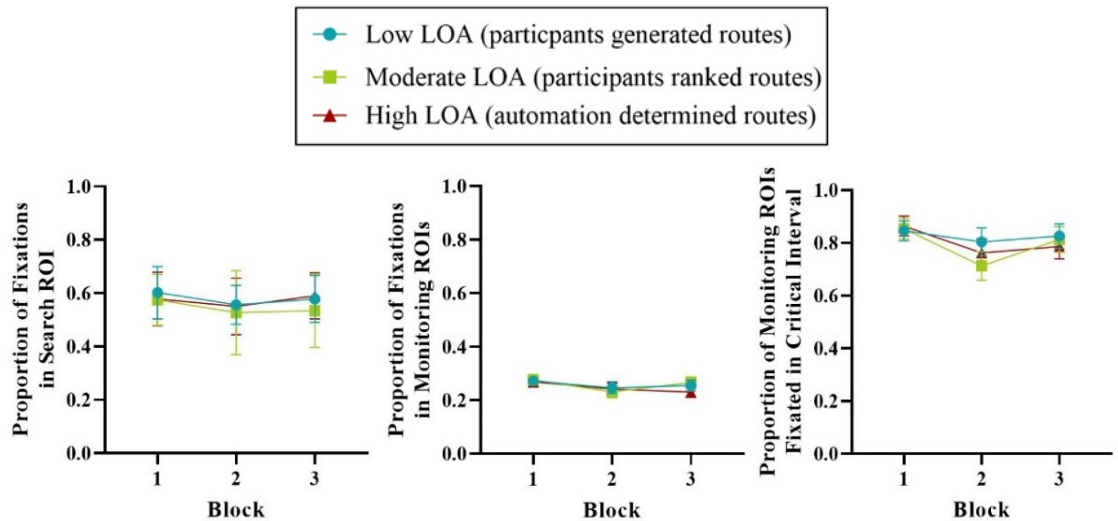 Low LOA (particpants generated routes)
Moderate LOA (participants ranked routes)
High LOA (automation determined routes)
Proportion of Fixations
in Search ROI
1.0
0.8
0.6
0.4
0.2
0.0
1 2 3
Block
Proportion of Fixations
in Monitoring ROIs
1.0
0.8
0.6
0.4
0.2
0.0
1 2 3
Block
Proportion of Monitoring ROIs
Fixated in Critical Interval
1.0
0.8
0.6
0.4
0.2
0.0
1 2 3
Block